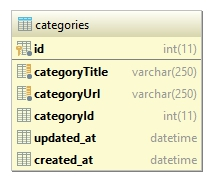 categories
id int(11)
categoryTitle varchar(250)
categoryUrl varchar(250)
categoryId int(11)
updated_at datetime
created_at datetime